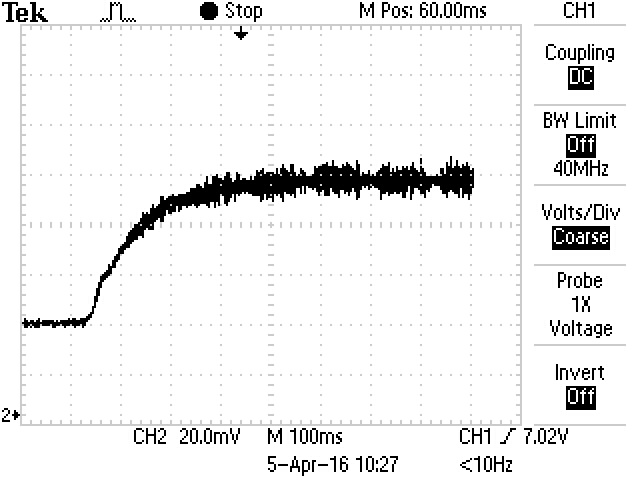 Tek ● Stop M Pos: 60.00ms CH1
Coupling
DC
BW Limit
Off
40MHz
Volts/Div
Coarse
Probe
1X
Voltage
Invert
Off
2
CH2 20.0mV M 100ms CH1 7.02V
5-Apr-16 10:27 <10Hz